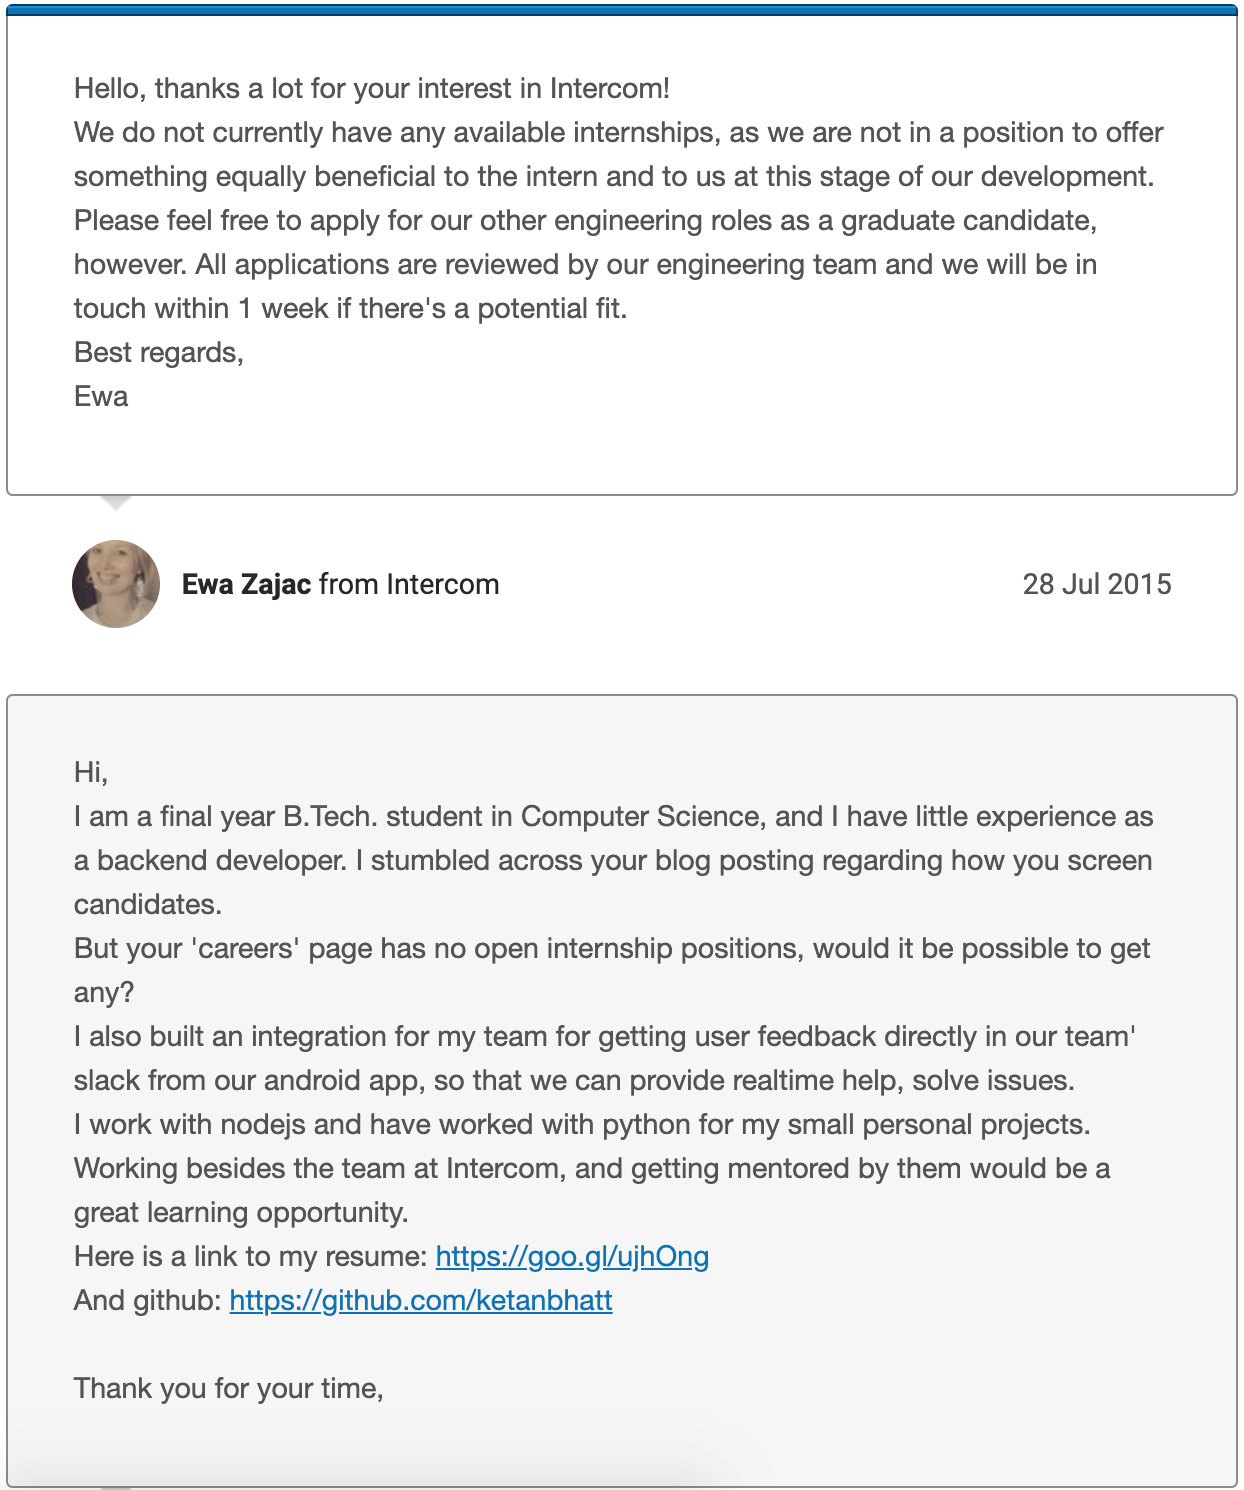 Hello, thanks a lot for your interest in Intercom!
We do not currently have any available internships, as we are not in a position to offer
something equally beneficial to the intern and to us at this stage of our development.
Please feel free to apply for our other engineering roles as a graduate candidate,
however. All applications are reviewed by our engineering team and we will be in
touch within 1 week if there's a potential fit.
Best regards,
Ewa
Ewa Zajac from Intercom 28 Jul 2015
Hi,
I am a final year B.Tech. student in Computer Science, and I have little experience as
a backend developer. I stumbled across your blog posting regarding how you screen
candidates.
But your 'careers' page has no open internship positions, would it be possible to get
any?
I also built an integration for my team for getting user feedback directly in our team'
slack from our android app, so that we can provide realtime help, solve issues.
I work with nodejs and have worked with python for my small personal projects.
Working besides the team at Intercom, and getting mentored by them would be a
great learning opportunity.
Here is a link to my resume: https://goo.gl/ujhOng
And github: https://github.com/ketanbhatt
Thank you for your time,